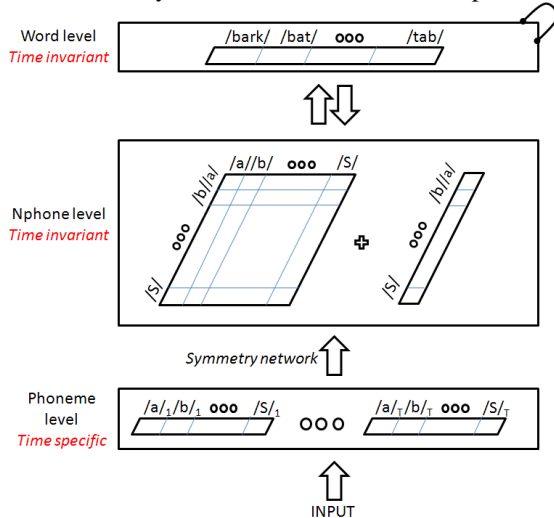 Word level
Time invariant
/bark/ /bat/ ooo /tab/
Nphone level
Time invariant
/a//b/ ooo /S/
/b//a/
ooo
/S/
/b//a/
ooo
/S/
Symmetry network
Phoneme
level
Time specific
/a/1 /b/1 ooo /S/1 ooo /a/T /b/T ooo /S/T
INPUT